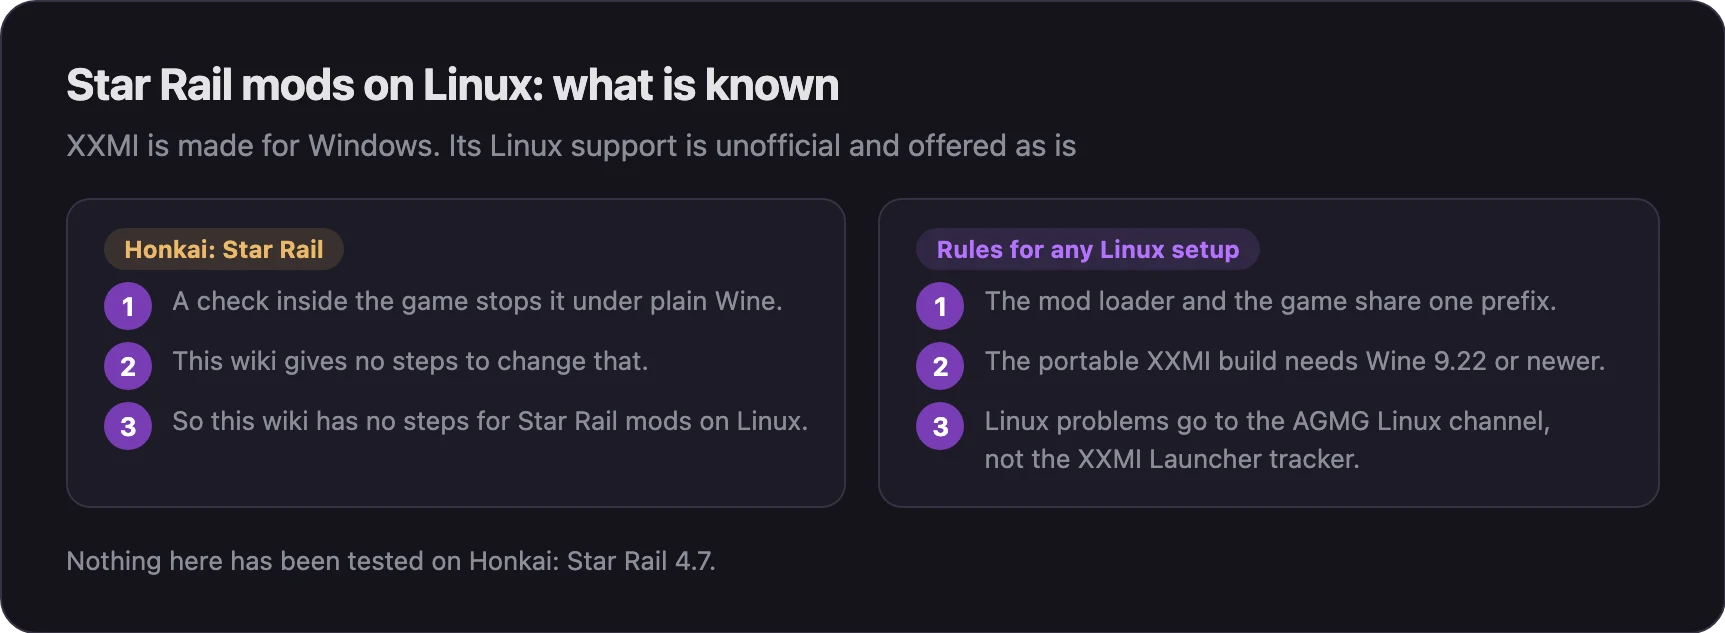 Star Rail mods on Linux: what is known
XXMI is made for Windows. Its Linux support is unofficial and offered as is
Honkai: Star Rail
1 A check inside the game stops it under plain Wine.
2 This wiki gives no steps to change that.
3 So this wiki has no steps for Star Rail mods on Linux.
Rules for any Linux setup
1 The mod loader and the game share one prefix.
2 The portable XXMI build needs Wine 9.22 or newer.
3 Linux problems go to the AGMG Linux channel,
not the XXMI Launcher tracker.
Nothing here has been tested on Honkai: Star Rail 4.7.